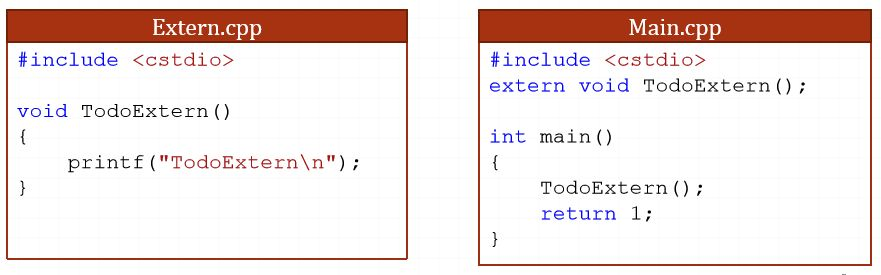 Extern.cpp
#include <cstdio>
void TodoExtern()
{
printf("TodoExtern\n");
}
Main.cpp
#include <cstdio>
extern void TodoExtern();
int main()
{
TodoExtern();
return 1;
}